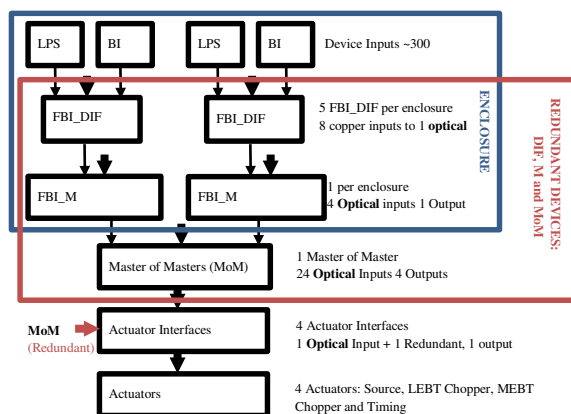 LPS BI LPS BI Device Inputs ~300
FBI_DIF FBI_DIF 5 FBI_DIF per enclosure
8 copper inputs to 1 optical
FBI_M FBI_M 1 per enclosure
4 Optical inputs 1 Output
ENCLOSURE
REDUNDANT DEVICES:
DIF, M and MoM
Master of Masters (MoM) 1 Master of Master
24 Optical Inputs 4 Outputs
MoM
(Redundant)
Actuator Interfaces 4 Actuator Interfaces
1 Optical Input + 1 Redundant, 1 output
Actuators 4 Actuators: Source, LEBT Chopper, MEBT
Chopper and Timing